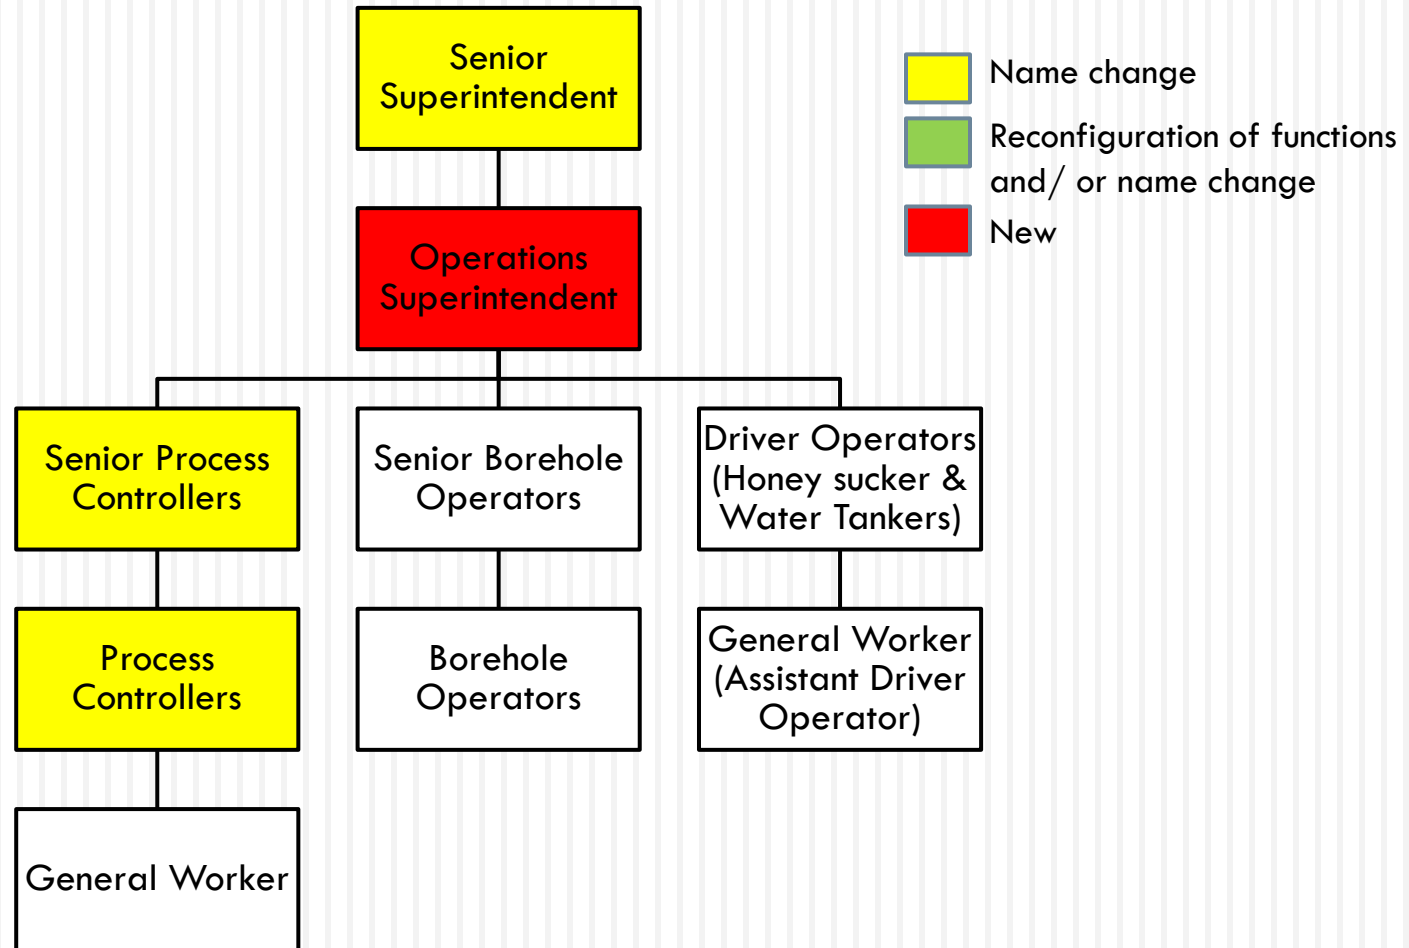 Senior
Superintendent
Name change
Reconfiguration of functions
and/ or name change
New
Operations
Superintendent
Senior Process
Controllers
Senior Borehole
Operators
Driver Operators
(Honey sucker &
Water Tankers)
Process
Controllers
Borehole
Operators
General Worker
(Assistant Driver
Operator)
General Worker